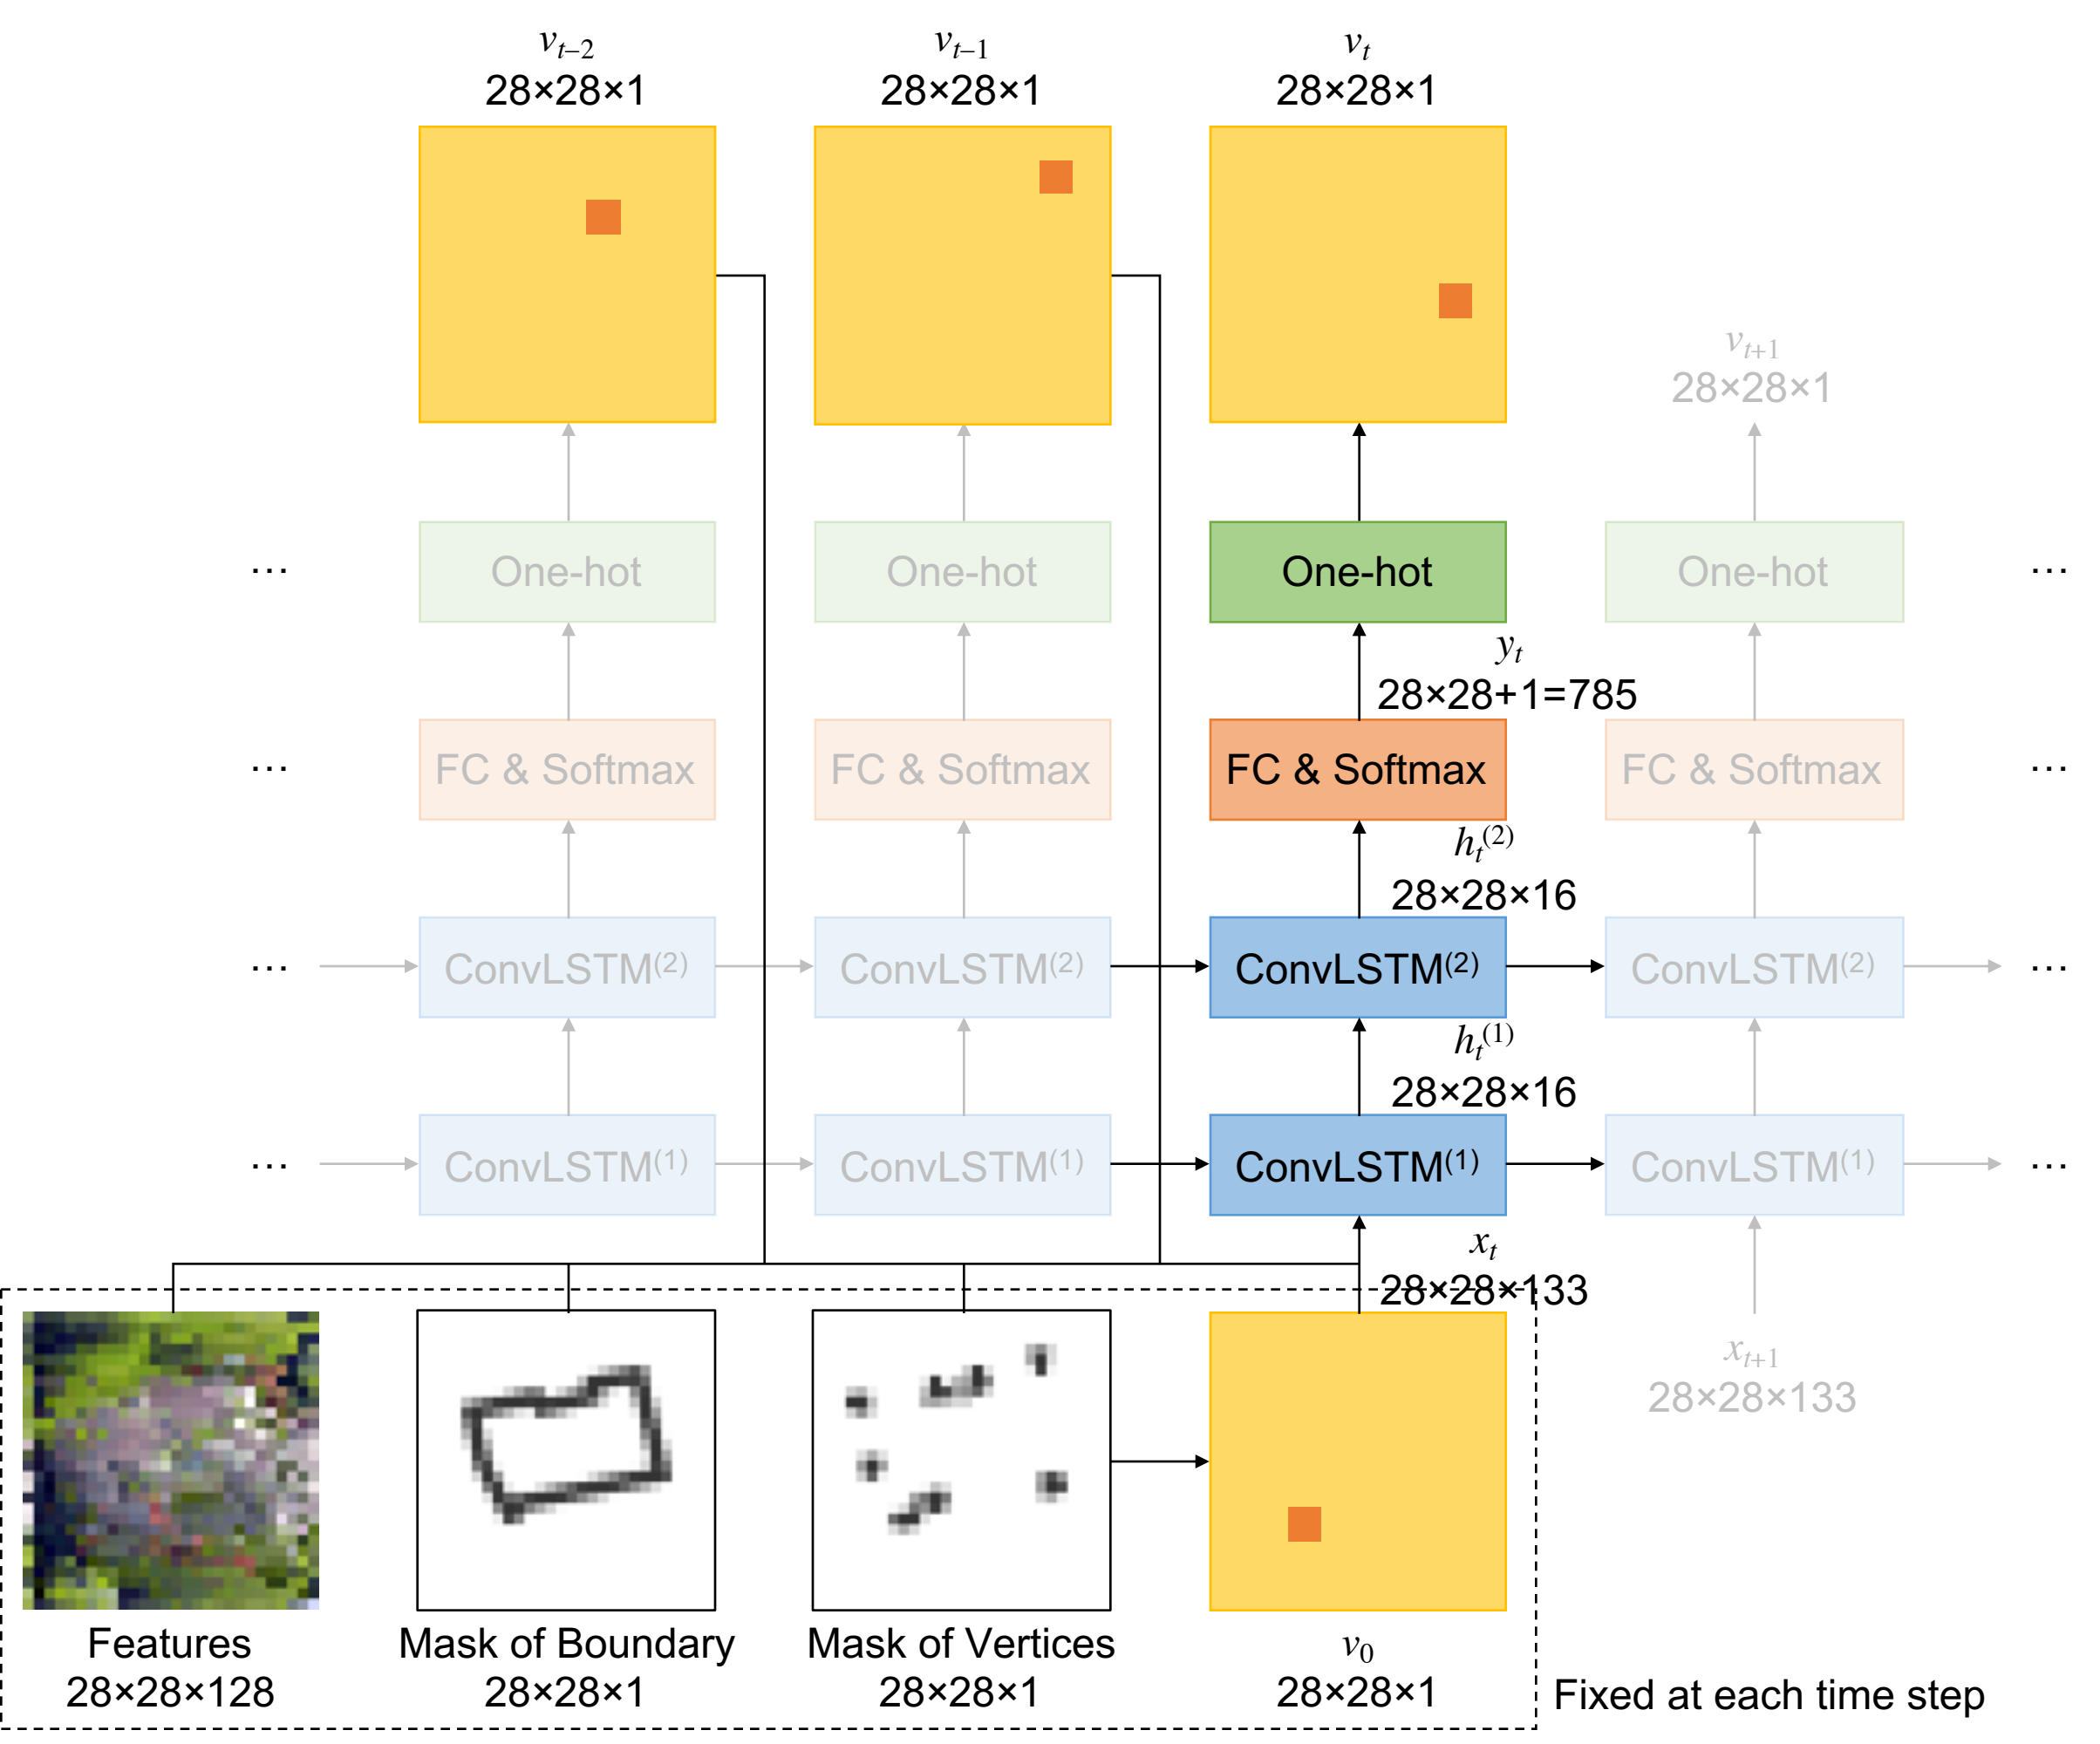 v_{t−2}
28×28×1
v_{t−1}
28×28×1
v_t
28×28×1
v_{t+1}
28×28×1
...
One-hot
One-hot
One-hot
One-hot
...
y_t
28×28+1=785
...
FC & Softmax
FC & Softmax
FC & Softmax
FC & Softmax
...
h_t^{(2)}
28×28×16
...
ConvLSTM^{(2)}
ConvLSTM^{(2)}
ConvLSTM^{(2)}
ConvLSTM^{(2)}
...
h_t^{(1)}
28×28×16
...
ConvLSTM^{(1)}
ConvLSTM^{(1)}
ConvLSTM^{(1)}
ConvLSTM^{(1)}
...
x_t
28×28×133
x_{t+1}
28×28×133
Features
28×28×128
Mask of Boundary
28×28×1
Mask of Vertices
28×28×1
v_0
28×28×1
Fixed at each time step